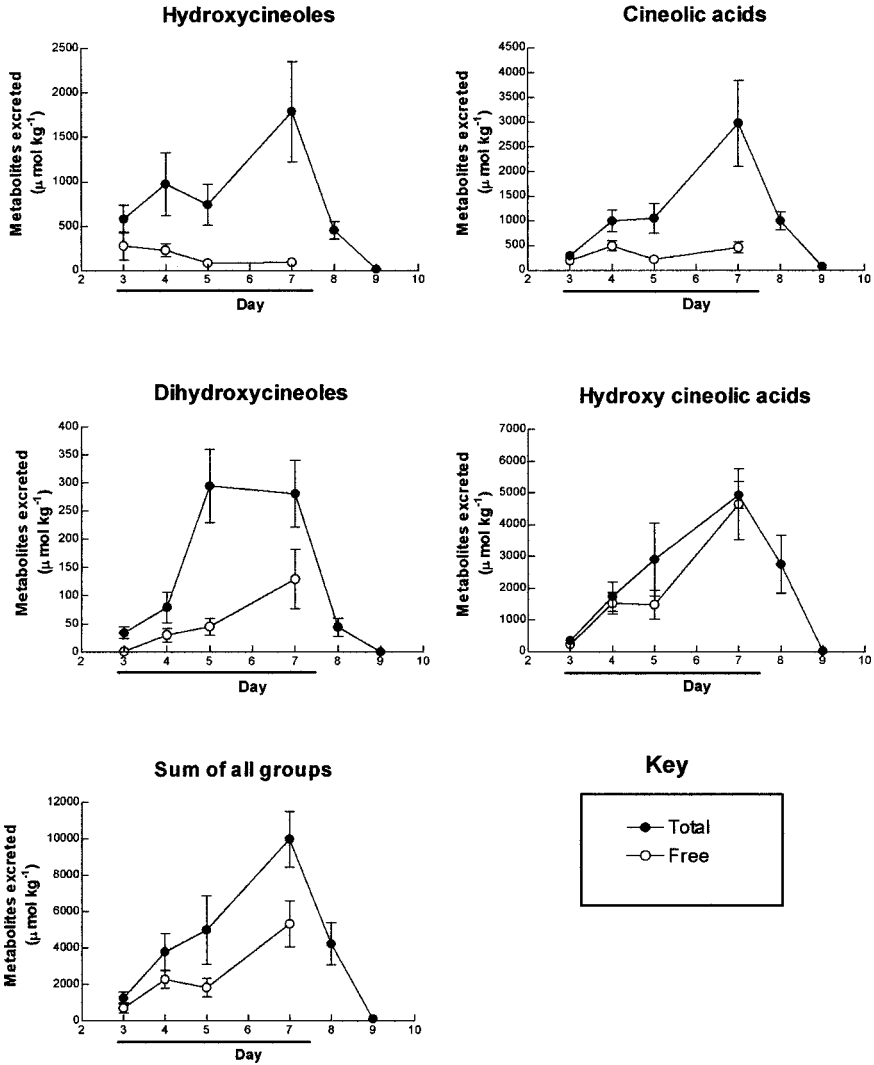 Hydroxycineoles
Metabolites excreted
(μ mol kg-1)
2500
2000
1500
1000
500
0
2 3 4 5 6 7 8 9 10
Day
Cineolic acids
Metabolites excreted
(μ mol kg-1)
4500
4000
3500
3000
2500
2000
1500
1000
500
0
2 3 4 5 6 7 8 9 10
Day
Dihydroxycineoles
Metabolites excreted
(μ mol kg-1)
400
350
300
250
200
150
100
50
0
2 3 4 5 6 7 8 9 10
Day
Hydroxy cineolic acids
Metabolites excreted
(μ mol kg-1)
7000
6000
5000
4000
3000
2000
1000
0
2 3 4 5 6 7 8 9 10
Day
Sum of all groups
Metabolites excreted
(μ mol kg-1)
12000
10000
8000
6000
4000
2000
0
2 3 4 5 6 7 8 9 10
Day
Key
Total
Free